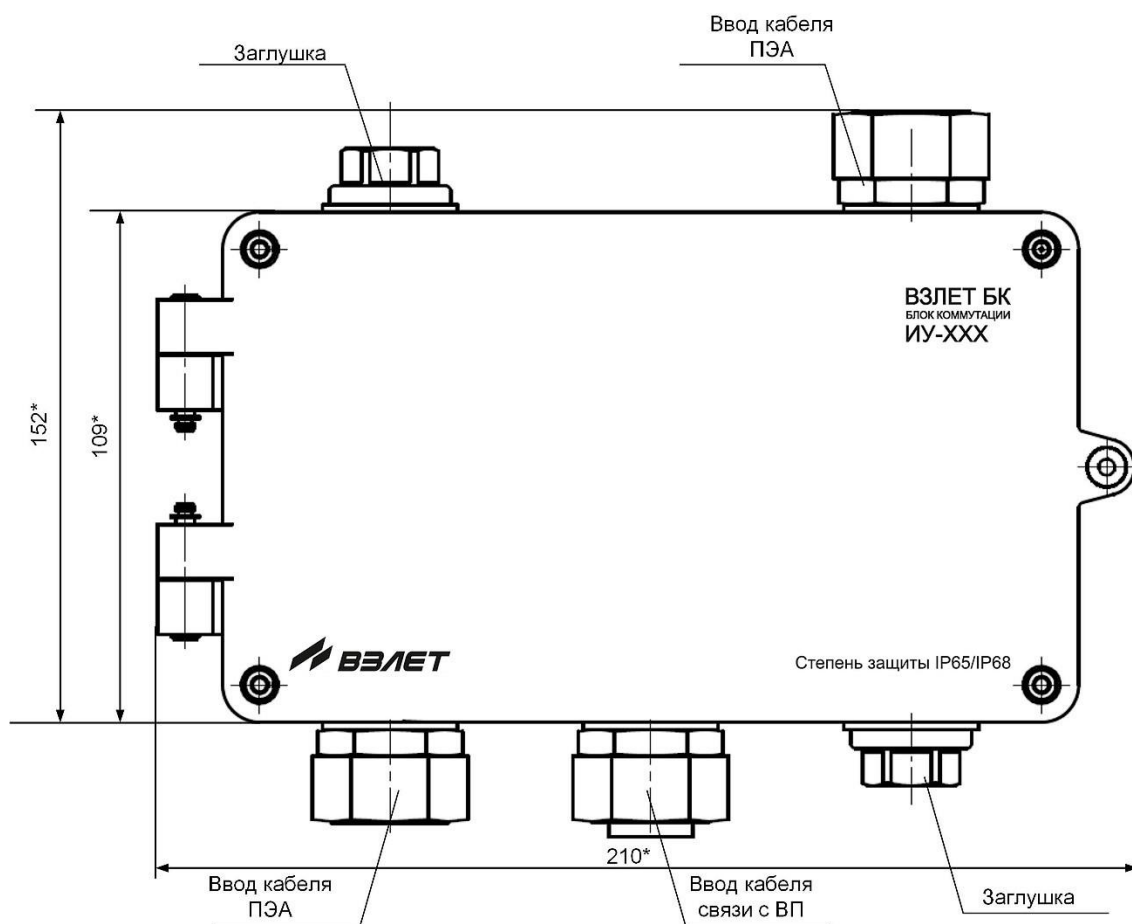 Ввод кабеля
ПЭА
Заглушка
ВЗЛЕТ БК
БЛОК КОММУТАЦИИ
ИУ-ХХХ
152*
109*
ВЗЛЕТ
Степень защиты IP65/IP68
210*
Ввод кабеля
ПЭА
Ввод кабеля
связи с ВП
Заглушка